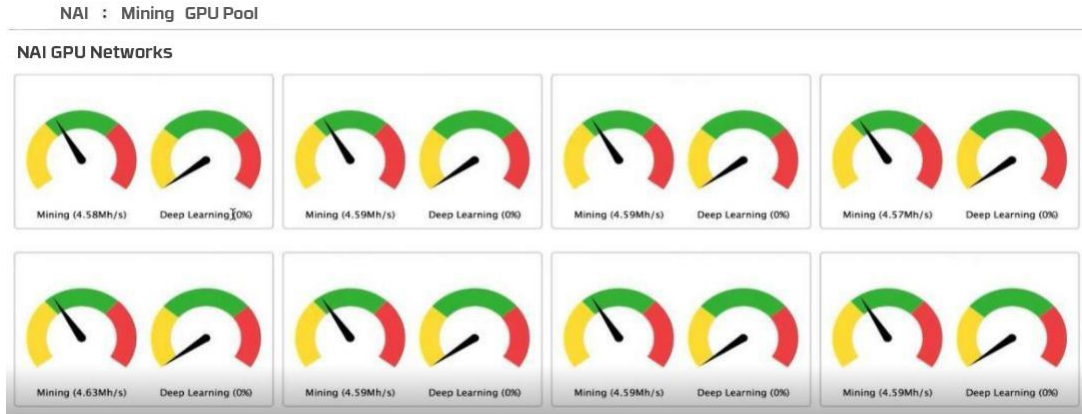 NAI : Mining GPU Pool
NAI GPU Networks
Mining (4.58Mh/s) Deep Learning (0%)
Mining (4.59Mh/s) Deep Learning (0%)
Mining (4.59Mh/s) Deep Learning (0%)
Mining (4.57Mh/s) Deep Learning (0%)
Mining (4.63Mh/s) Deep Learning (0%)
Mining (4.59Mh/s) Deep Learning (0%)
Mining (4.59Mh/s) Deep Learning (0%)
Mining (4.59Mh/s) Deep Learning (0%)